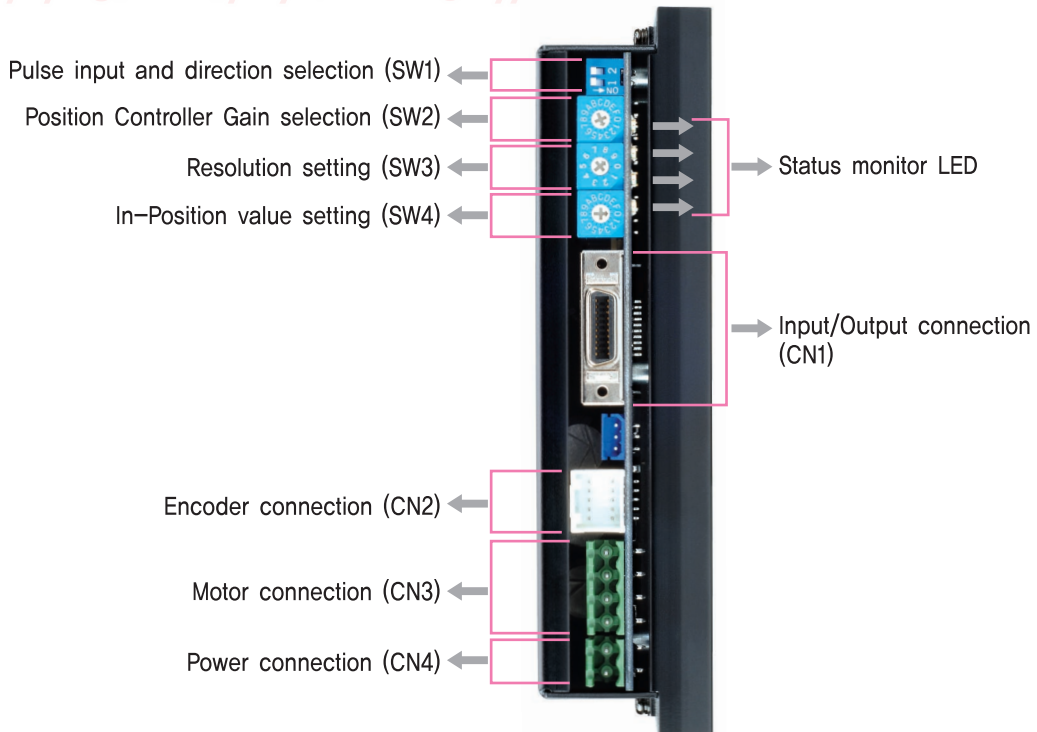 Pulse input and direction selection (SW1)
Position Controller Gain selection (SW2)
Resolution setting (SW3)
In-Position value setting (SW4)
Status monitor LED
Input/Output connection
(CN1)
Encoder connection (CN2)
Motor connection (CN3)
Power connection (CN4)